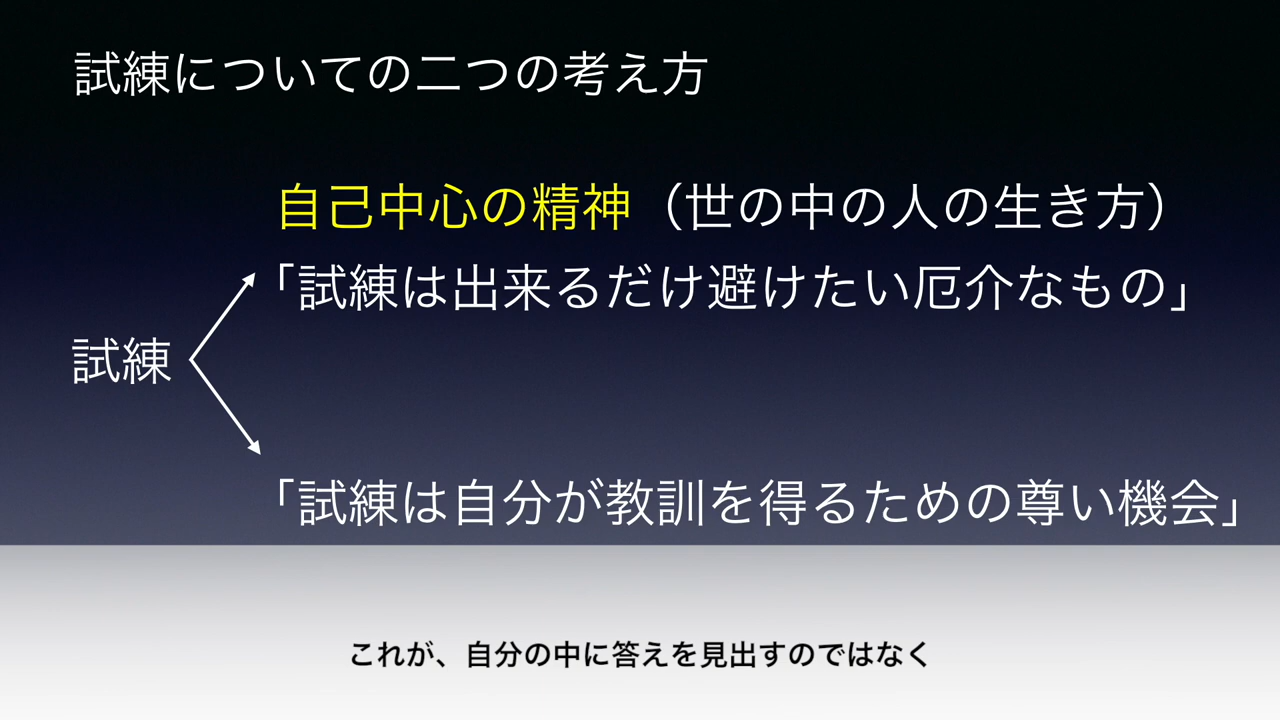 試練についての二つの考え方
自己中心の精神（世の中の人の生き方）
「試練は出来るだけ避けたい厄介なもの」
試練
「試練は自分が教訓を得るための尊い機会」
これが、自分の中に答えを見出すのではなく